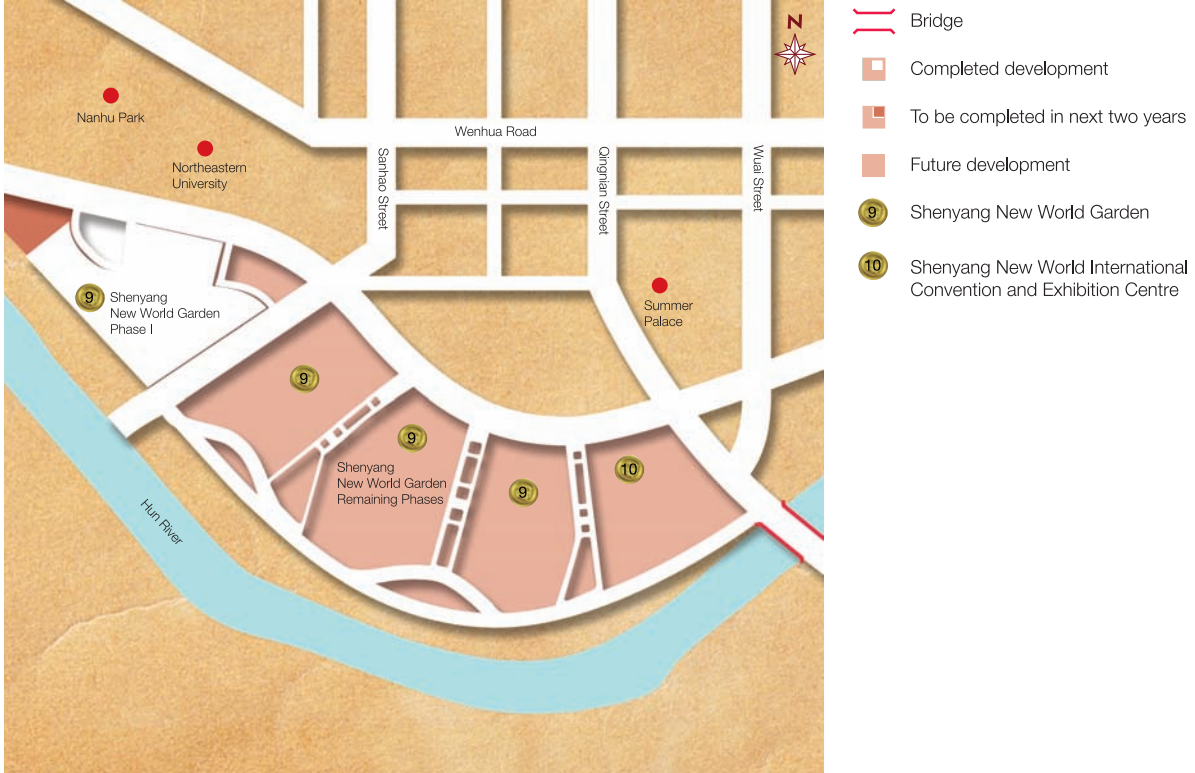 N
Nanhu Park
Northeastern
University
Wenhua Road
Sanhao Street
Qingnian Street
Wuai Street
Summer
Palace
9
Shenyang
New World Garden
Phase I
9
9
Shenyang
New World Garden
Remaining Phases
9
10
Hun River
Bridge
Completed development
To be completed in next two years
Future development
9
Shenyang New World Garden
10
Shenyang New World International
Convention and Exhibition Centre